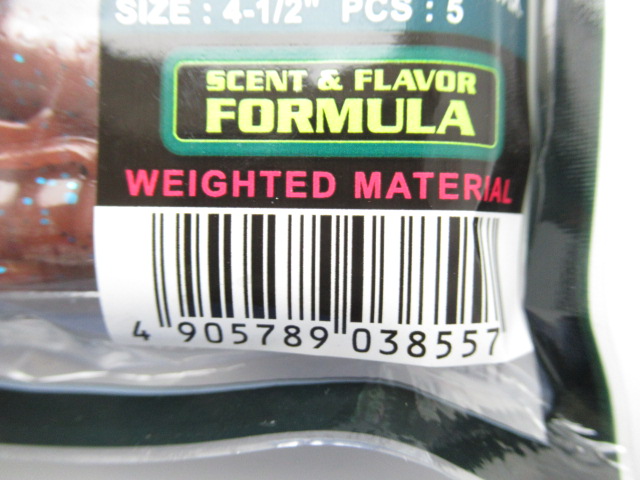 SIZE : 4-1/2" PCS : 5
SCENT & FLAVOR
FORMULA
WEIGHTED MATERIAL
4 905789 038557